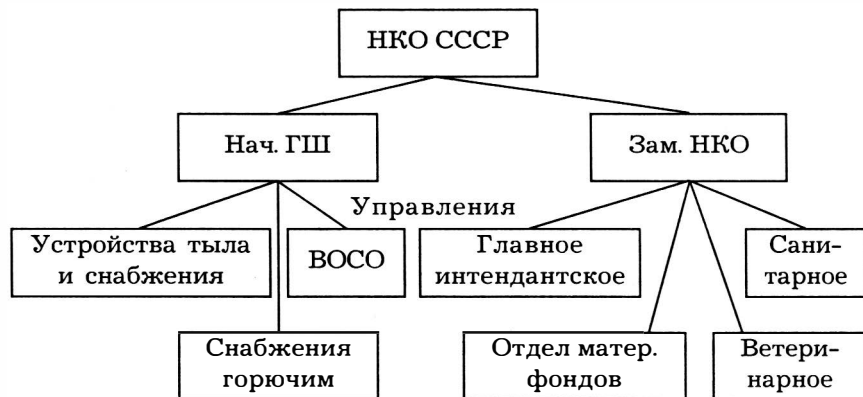 НКО СССР
Нач. ГШ
Зам. НКО
Управления
Устройства тыла
и снабжения
ВОСО
Главное
интендантское
Сани-
тарное
Снабжения
горючим
Отдел матер.
фондов
Ветери-
нарное